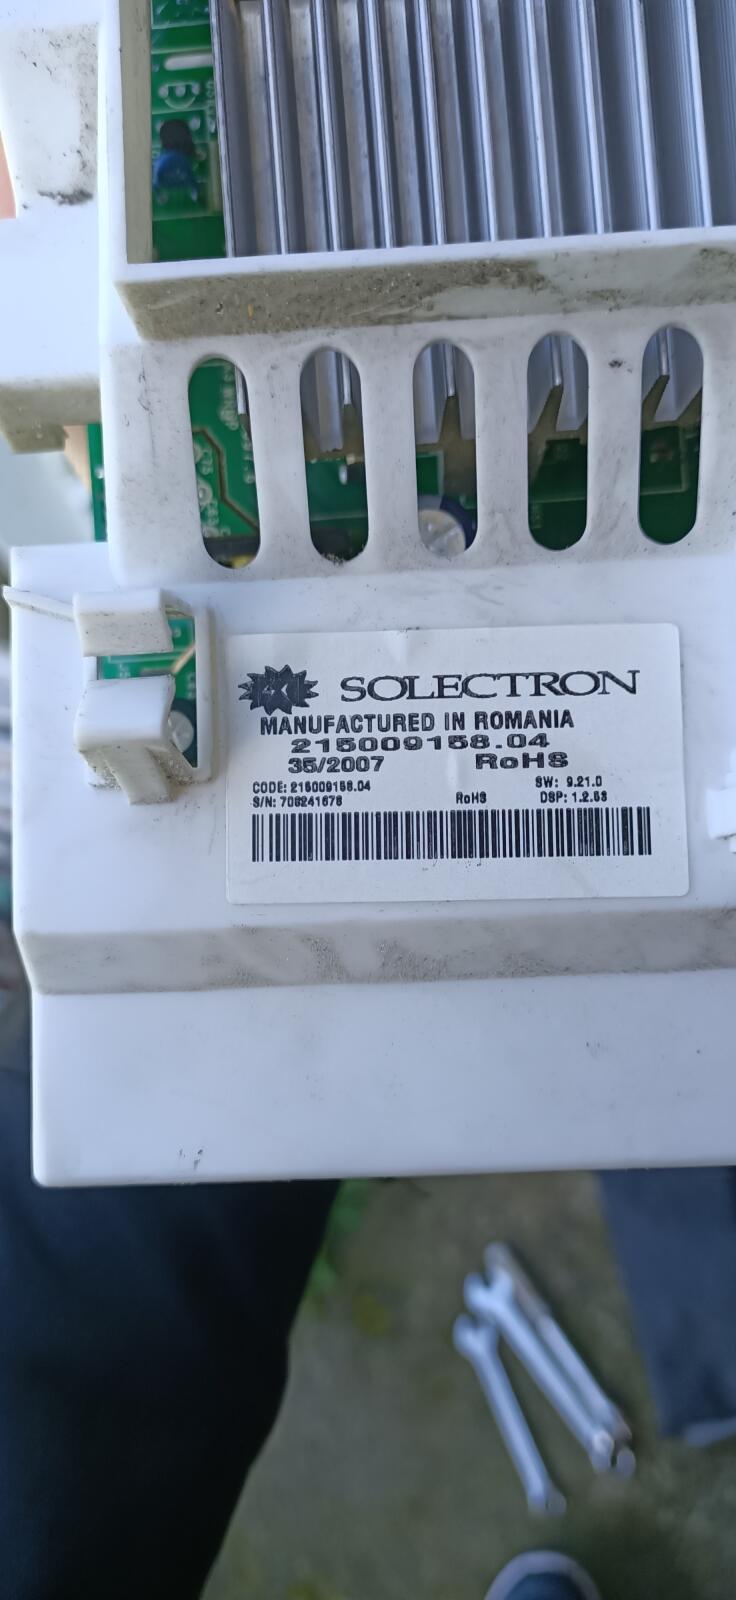 SOLECTRON
MANUFACTURED IN ROMANIA
215009158.04
35/2007 RoHS
CODE: 215009158.04 SW: 9.21.0
S/N: 706241678 RoHS DSP: 1.2.53